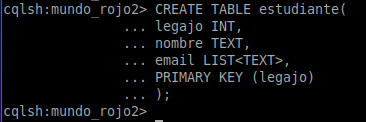 cqlsh:mundo_rojo2> CREATE TABLE estudiante(
... legajo INT,
... nombre TEXT,
... email LIST<TEXT>,
... PRIMARY KEY (legajo)
... );
cqlsh:mundo_rojo2>